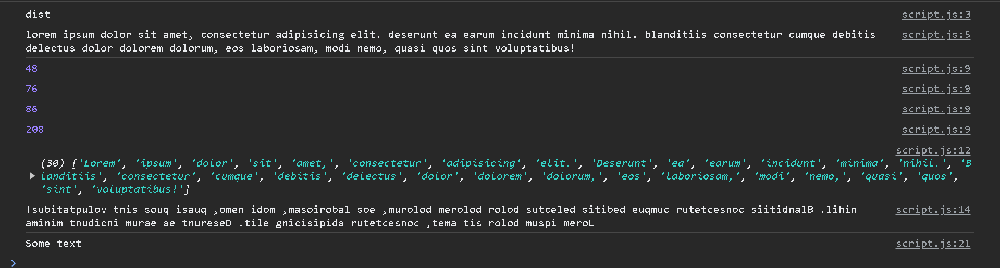 dist script.js:3
lorem ipsum dolor sit amet, consectetur adipisicing elit. deserunt ea earum incidunt minima nihil. blanditiis consectetur cumque debitis script.js:5
delectus dolor dolorem dolorum, eos laboriosam, modi nemo, quasi quos sint voluptatibus!
48 script.js:9
76 script.js:9
86 script.js:9
208 script.js:9
script.js:12
(30) ['Lorem', 'ipsum', 'dolor', 'sit', 'amet,', 'consectetur', 'adipisicing', 'elit.', 'Deserunt', 'ea', 'earum', 'incidunt', 'minima', 'nihil.', 'B
landitiis', 'consectetur', 'cumque', 'debitis', 'delectus', 'dolor', 'dolorem', 'dolorum,', 'eos', 'laboriosam,', 'modi', 'nemo,', 'quasi', 'quos',
'sint', 'voluptatibus!']
!subitatpulov tnis souq isauq ,omen idom ,masoirobal soe ,murolod merolod rolod sutceled sitibed euqmuc rutetcesnoc siitidnalB .lihin script.js:14
aminim tnudicni murae ae tnureseD .tile gnicisipida rutetcesnoc ,tema tis rolod muspi meroL
Some text script.js:21